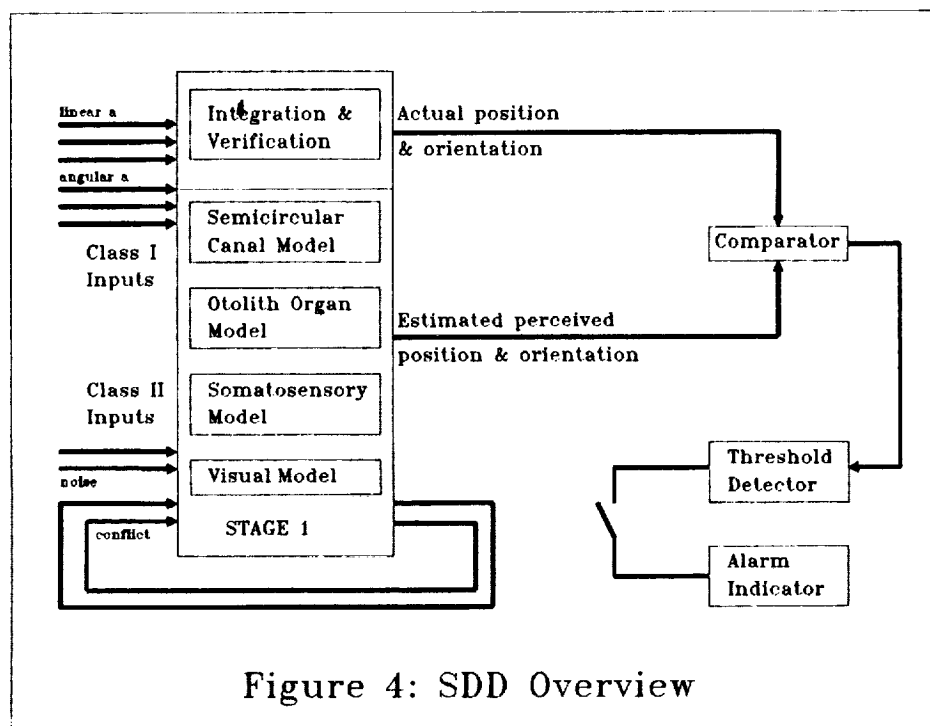 linear a
angular a
Class I
Inputs
Class II
Inputs
noise
conflict
Integration &
Verification
Semicircular
Canal Model
Otolith Organ
Model
Somatosensory
Model
Visual Model
STAGE 1
Actual position
& orientation
Estimated perceived
position & orientation
Comparator
Threshold
Detector
Alarm
Indicator
Figure 4: SDD Overview